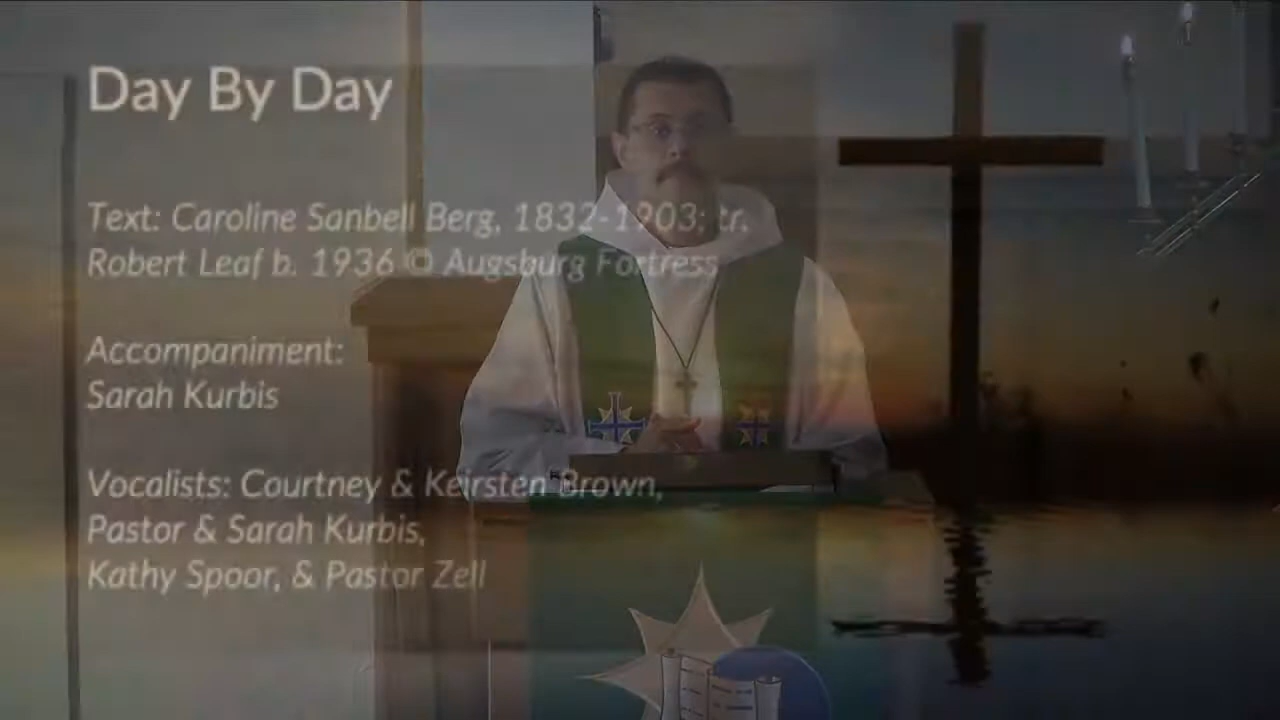 Day By Day
Text: Caroline Sanbell Berg, 1832-1903; tr.
Robert Leaf b. 1936 © Augsburg Fortress
Accompaniment:
Sarah Kurbis
Vocalists: Courtney & Keirsten Brown,
Pastor & Sarah Kurbis,
Kathy Spoor, & Pastor Zell